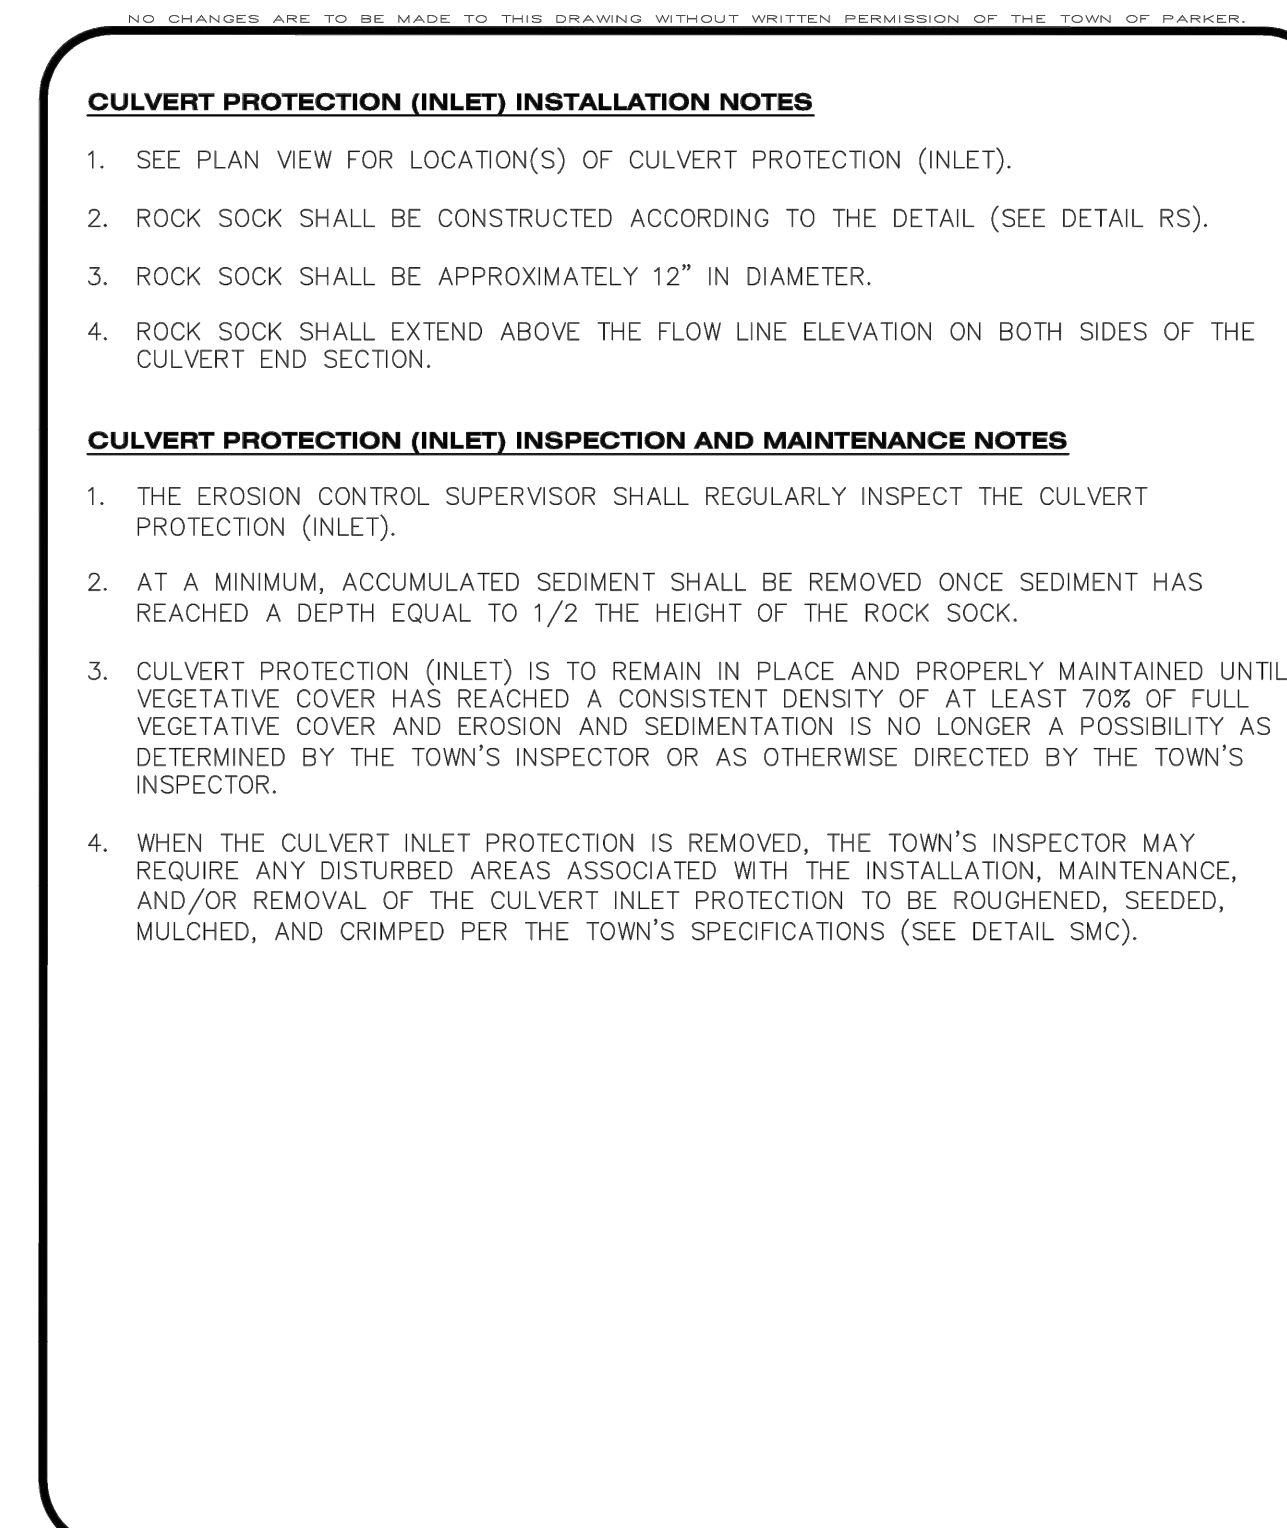 NO CHANGES ARE TO BE MADE TO THIS DRAWING WITHOUT WRITTEN PERMISSION OF THE TOWN OF PARKER.
CULVERT PROTECTION (INLET) INSTALLATION NOTES
1. SEE PLAN VIEW FOR LOCATION(S) OF CULVERT PROTECTION (INLET).
2. ROCK SOCK SHALL BE CONSTRUCTED ACCORDING TO THE DETAIL (SEE DETAIL RS).
3. ROCK SOCK SHALL BE APPROXIMATELY 12" IN DIAMETER.
4. ROCK SOCK SHALL EXTEND ABOVE THE FLOW LINE ELEVATION ON BOTH SIDES OF THE
CULVERT END SECTION.
CULVERT PROTECTION (INLET) INSPECTION AND MAINTENANCE NOTES
1. THE EROSION CONTROL SUPERVISOR SHALL REGULARLY INSPECT THE CULVERT
PROTECTION (INLET).
2. AT A MINIMUM, ACCUMULATED SEDIMENT SHALL BE REMOVED ONCE SEDIMENT HAS
REACHED A DEPTH EQUAL TO 1/2 THE HEIGHT OF THE ROCK SOCK.
3. CULVERT PROTECTION (INLET) IS TO REMAIN IN PLACE AND PROPERLY MAINTAINED UNTIL
VEGETATIVE COVER HAS REACHED A CONSISTENT DENSITY OF AT LEAST 70% OF FULL
VEGETATIVE COVER AND EROSION AND SEDIMENTATION IS NO LONGER A POSSIBILITY AS
DETERMINED BY THE TOWN'S INSPECTOR OR AS OTHERWISE DIRECTED BY THE TOWN'S
INSPECTOR.
4. WHEN THE CULVERT INLET PROTECTION IS REMOVED, THE TOWN'S INSPECTOR MAY
REQUIRE ANY DISTURBED AREAS ASSOCIATED WITH THE INSTALLATION, MAINTENANCE,
AND/OR REMOVAL OF THE CULVERT INLET PROTECTION TO BE ROUGHENED, SEEDED,
MULCHED, AND CRIMPED PER THE TOWN'S SPECIFICATIONS (SEE DETAIL SMC).